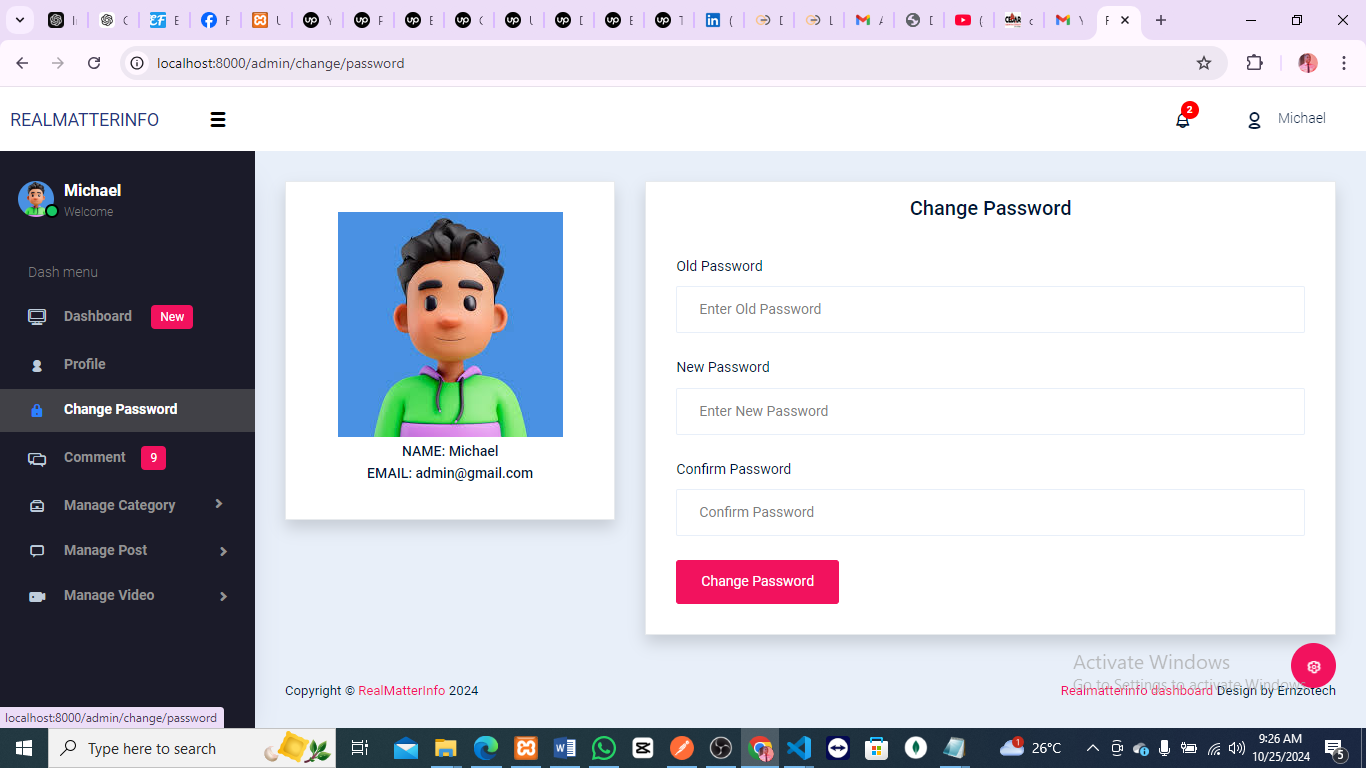 localhost:8000/admin/change/password
REALMATTERINFO
2
Michael
Michael
Welcome
Dash menu
Dashboard New
Profile
Change Password
Comment 9
Manage Category
Manage Post
Manage Video
NAME: Michael
EMAIL: admin@gmail.com
Change Password
Old Password
Enter Old Password
New Password
Enter New Password
Confirm Password
Confirm Password
Change Password
Activate Windows
Go to Settings to activate Windows.
Copyright © RealMatterInfo 2024
Realmatterinfo dashboard Design by Ernzotech
localhost:8000/admin/change/password
Type here to search
1
26°C
9:26 AM
10/25/2024
5